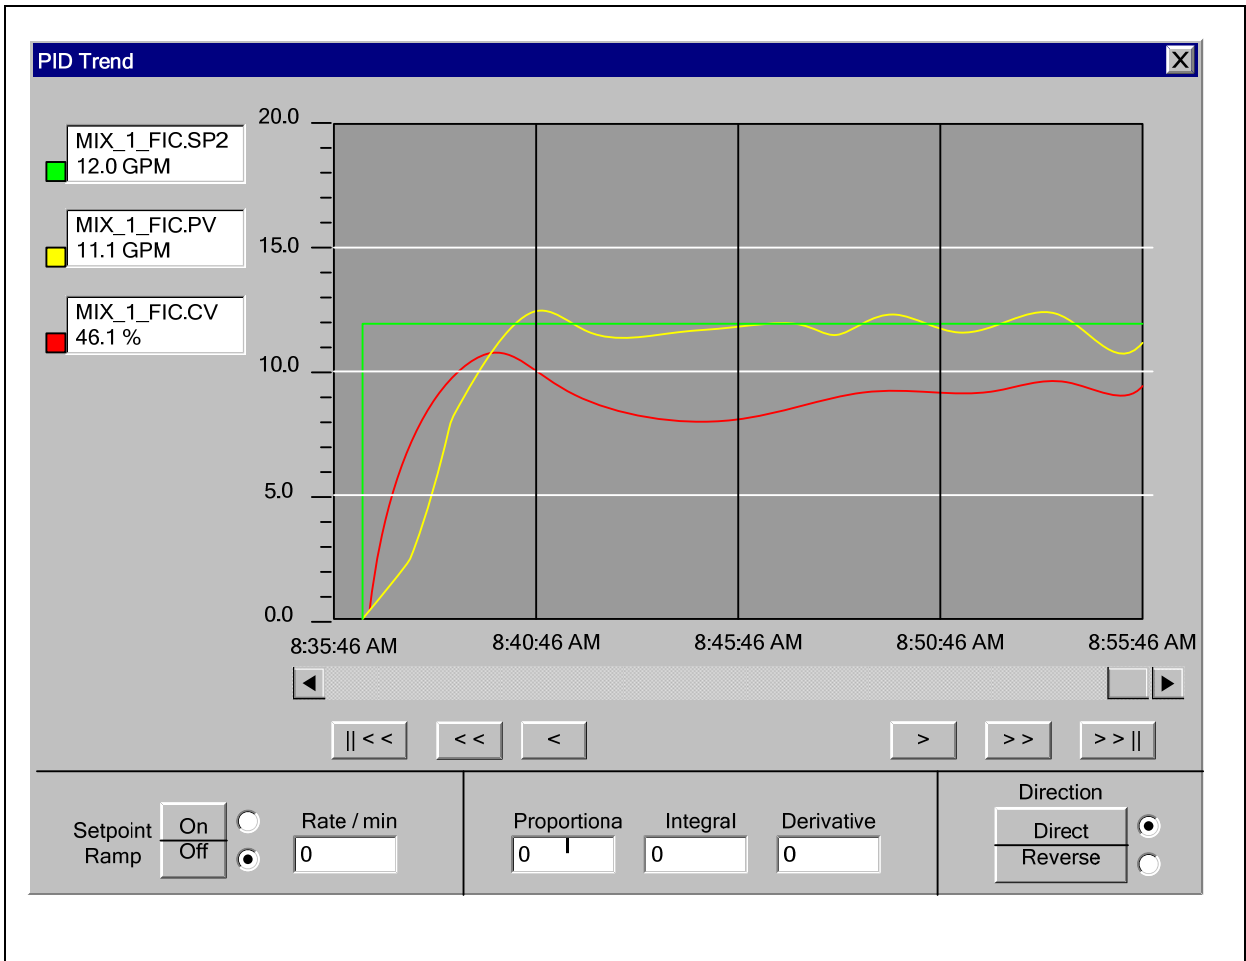 PID Trend
X
MIX_1_FIC.SP2
12.0 GPM
MIX_1_FIC.PV
11.1 GPM
MIX_1_FIC.CV
46.1 %
20.0
15.0
10.0
5.0
0.0
8:35:46 AM
8:40:46 AM
8:45:46 AM
8:50:46 AM
8:55:46 AM
|| < <
< <
<
>
> >
> > ||
Setpoint
Ramp
On
Off
Rate / min
0
Proportiona
0
Integral
0
Derivative
0
Direction
Direct
Reverse